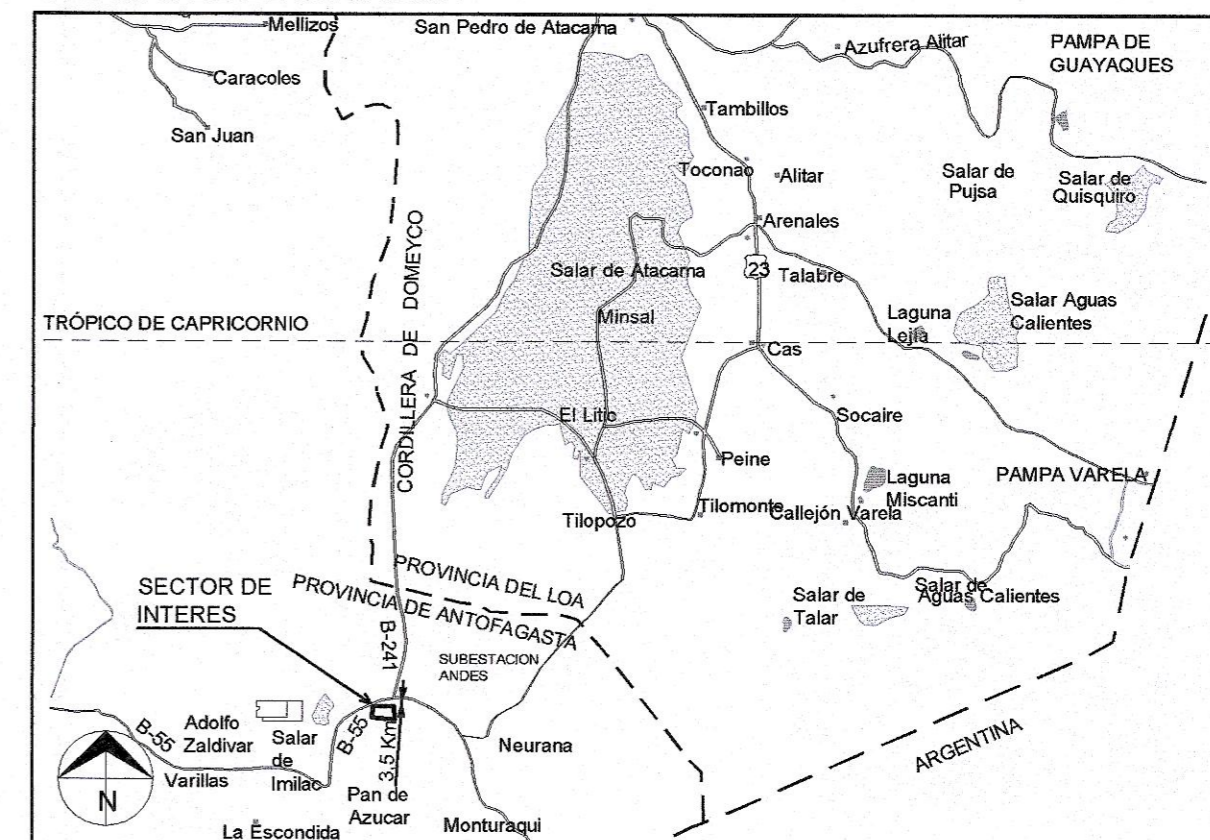 Mellizos
San Pedro de Atacama
Azufrera Alitar
PAMPA DE
GUAYAQUES
Caracoles
Tambillos
San Juan
Toconao
Alitar
Salar de
Pujsa
Salar de
Quisquiro
Arenales
Salar de Atacama
23
Talabre
CORDILLERA DE DOMEYCO
Minsal
Laguna
Lejia
Salar Aguas
Calientes
TRÓPICO DE CAPRICORNIO
Cas
El Litic
Socaire
Peine
Laguna
Miscanti
PAMPA VARELA
Tilopozo
Tilomonte
Callejón Varela
PROVINCIA DEL LOA
PROVINCIA DE ANTOFAGASTA
SECTOR DE
INTERES
Salar de
Talar
Salar de
Aguas Calientes
B-241
SUBESTACION
ANDES
B-55
Adolfo
Zaldivar
Salar
de
Imilac
B-55
3.5 Km
Neurana
ARGENTINA
Varillas
Pan de
Azucar
N
La Escondida
Monturaqui